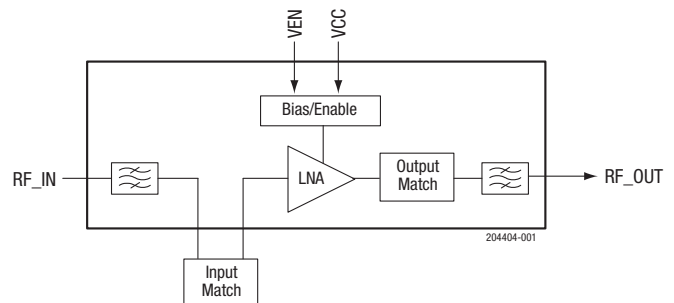 VEN
VCC
Bias/Enable
RF_IN
LNA
Output
Match
RF_OUT
204404-001
Input
Match